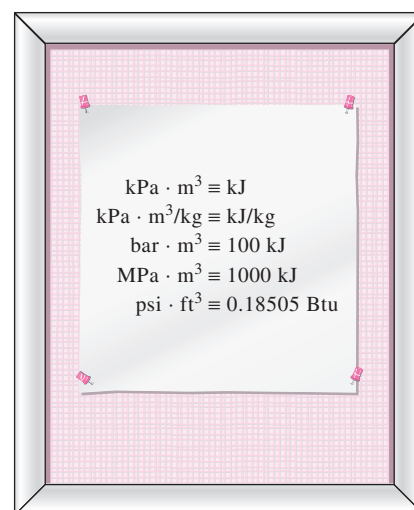 kPa · m³ ≡ kJ
kPa · m³/kg ≡ kJ/kg
bar · m³ ≡ 100 kJ
MPa · m³ ≡ 1000 kJ
psi · ft³ ≡ 0.18505 Btu